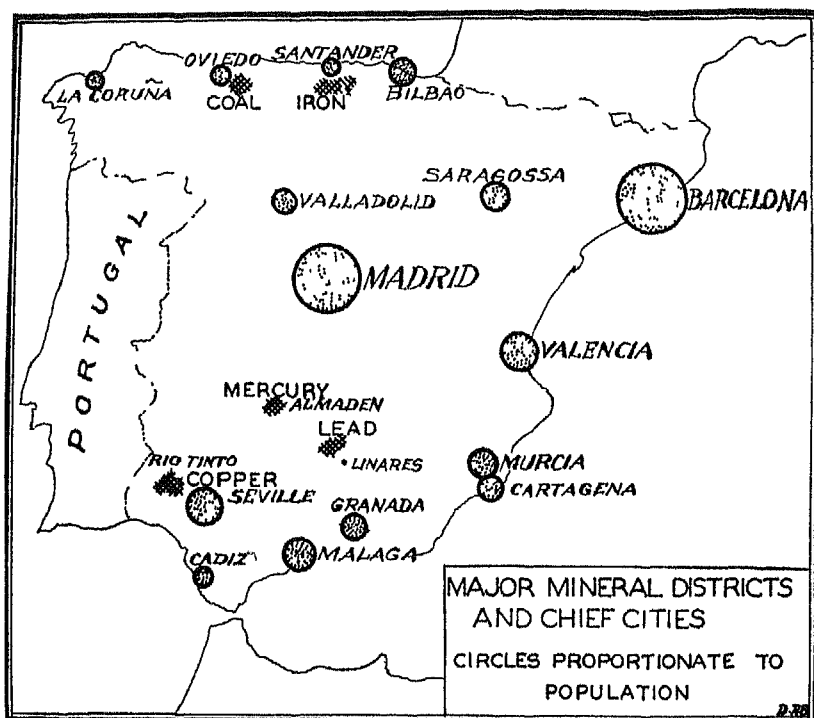 OVIEDO
SANTANDER
LA CORUÑA
COAL
IRON
BILBAO
SARAGOSSA
VALLADOLID
BARCELONA
MADRID
PORTUGAL
VALENCIA
MERCURY
ALMADEN
LEAD
LINARES
RIO TINTO
COPPER
SEVILLE
MURCIA
CARTAGENA
GRANADA
MALAGA
CADIZ
MAJOR MINERAL DISTRICTS
AND CHIEF CITIES
CIRCLES PROPORTIONATE TO
POPULATION